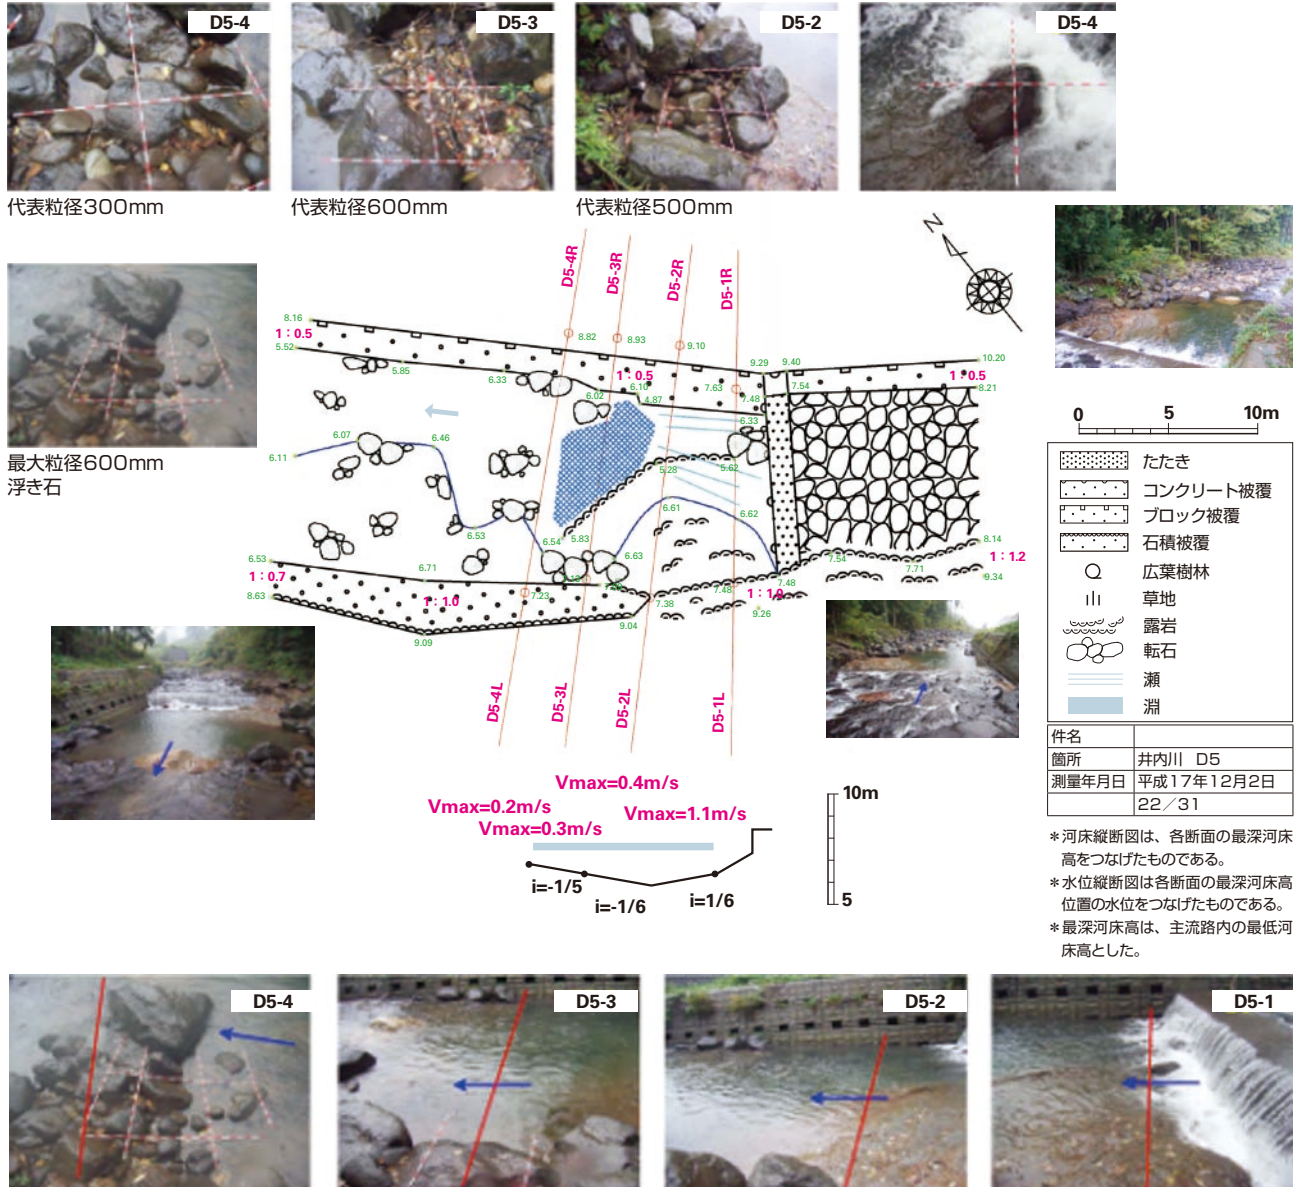 D5-4
D5-3
D5-2
D5-4
代表粒径300mm
代表粒径600mm
代表粒径500mm
最大粒径600mm
浮き石
N
D5-4R
D5-3R
D5-2R
D5-1R
8.16
1：0.5
5.52
5.85
6.33
8.82
8.93
9.10
1：0.5
6.02
6.10
4.87
7.63
9.29
9.40
7.48
7.54
6.33
10.20
1：0.5
8.21
6.07
6.11
6.46
5.28
5.62
6.61
6.62
6.53
6.54
5.83
6.63
6.53
1：0.7
8.63
6.71
1：1.0
7.23
9.09
9.04
7.38
7.48
7.48
9.26
7.54
7.71
8.14
1：1.2
9.34
D5-4L
D5-3L
D5-2L
D5-1L
0 5 10m
たたき
コンクリート被覆
ブロック被覆
石積被覆
広葉樹林
草地
露岩
転石
瀬
淵
件名
箇所 井内川 D5
測量年月日 平成17年12月2日
22／31
Vmax=0.4m/s
Vmax=0.2m/s
Vmax=0.3m/s
Vmax=1.1m/s
i=-1/5
i=-1/6
i=1/6
10m
5
＊河床縦断図は、各断面の最深河床
高をつなげたものである。
＊水位縦断図は各断面の最深河床高
位置の水位をつなげたものである。
＊最深河床高は、主流路内の最低河
床高とした。
D5-4
D5-3
D5-2
D5-1